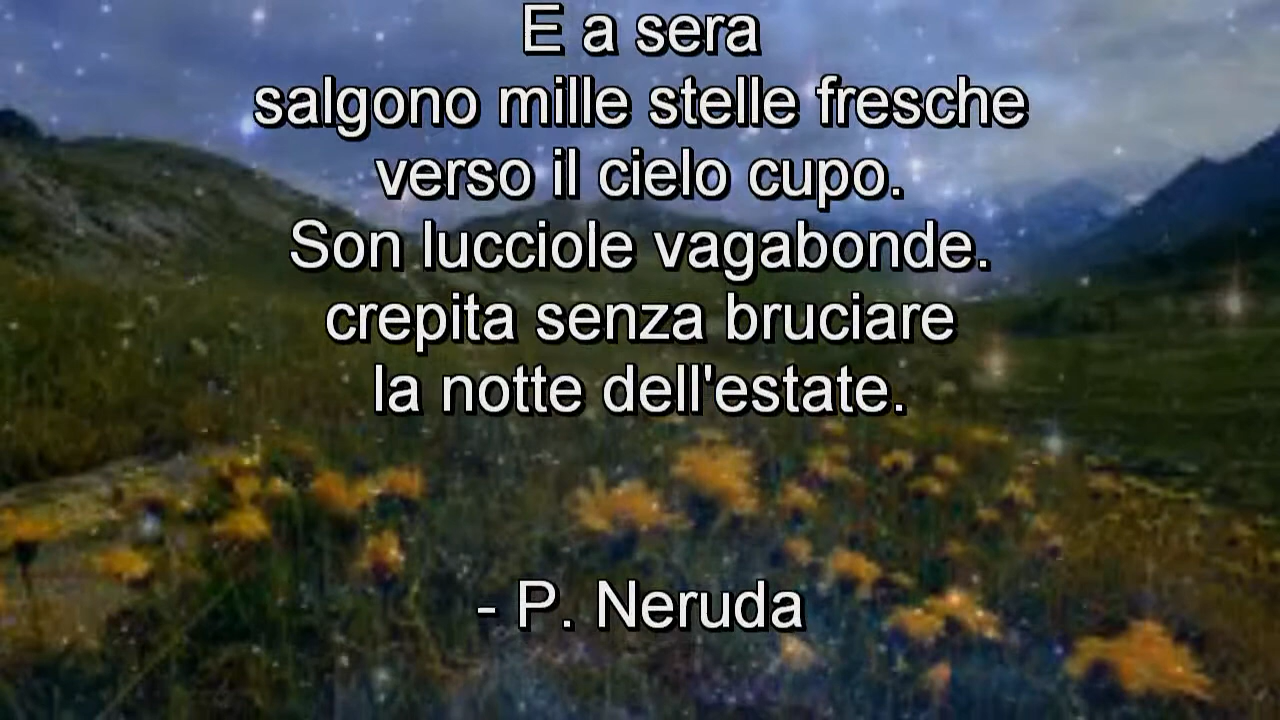 E a sera
salgono mille stelle fresche
verso il cielo cupo.
Son lucciole vagabonde.
crepita senza bruciare
la notte dell'estate.
- P. Neruda